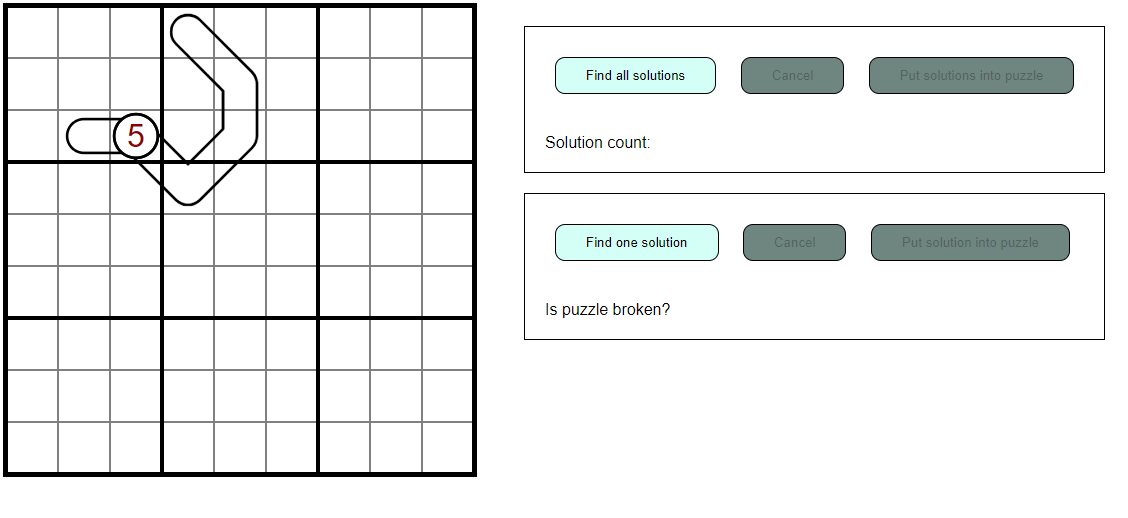 Find all solutions Cancel Put solutions into puzzle
5
Solution count:
Find one solution Cancel Put solution into puzzle
Is puzzle broken?